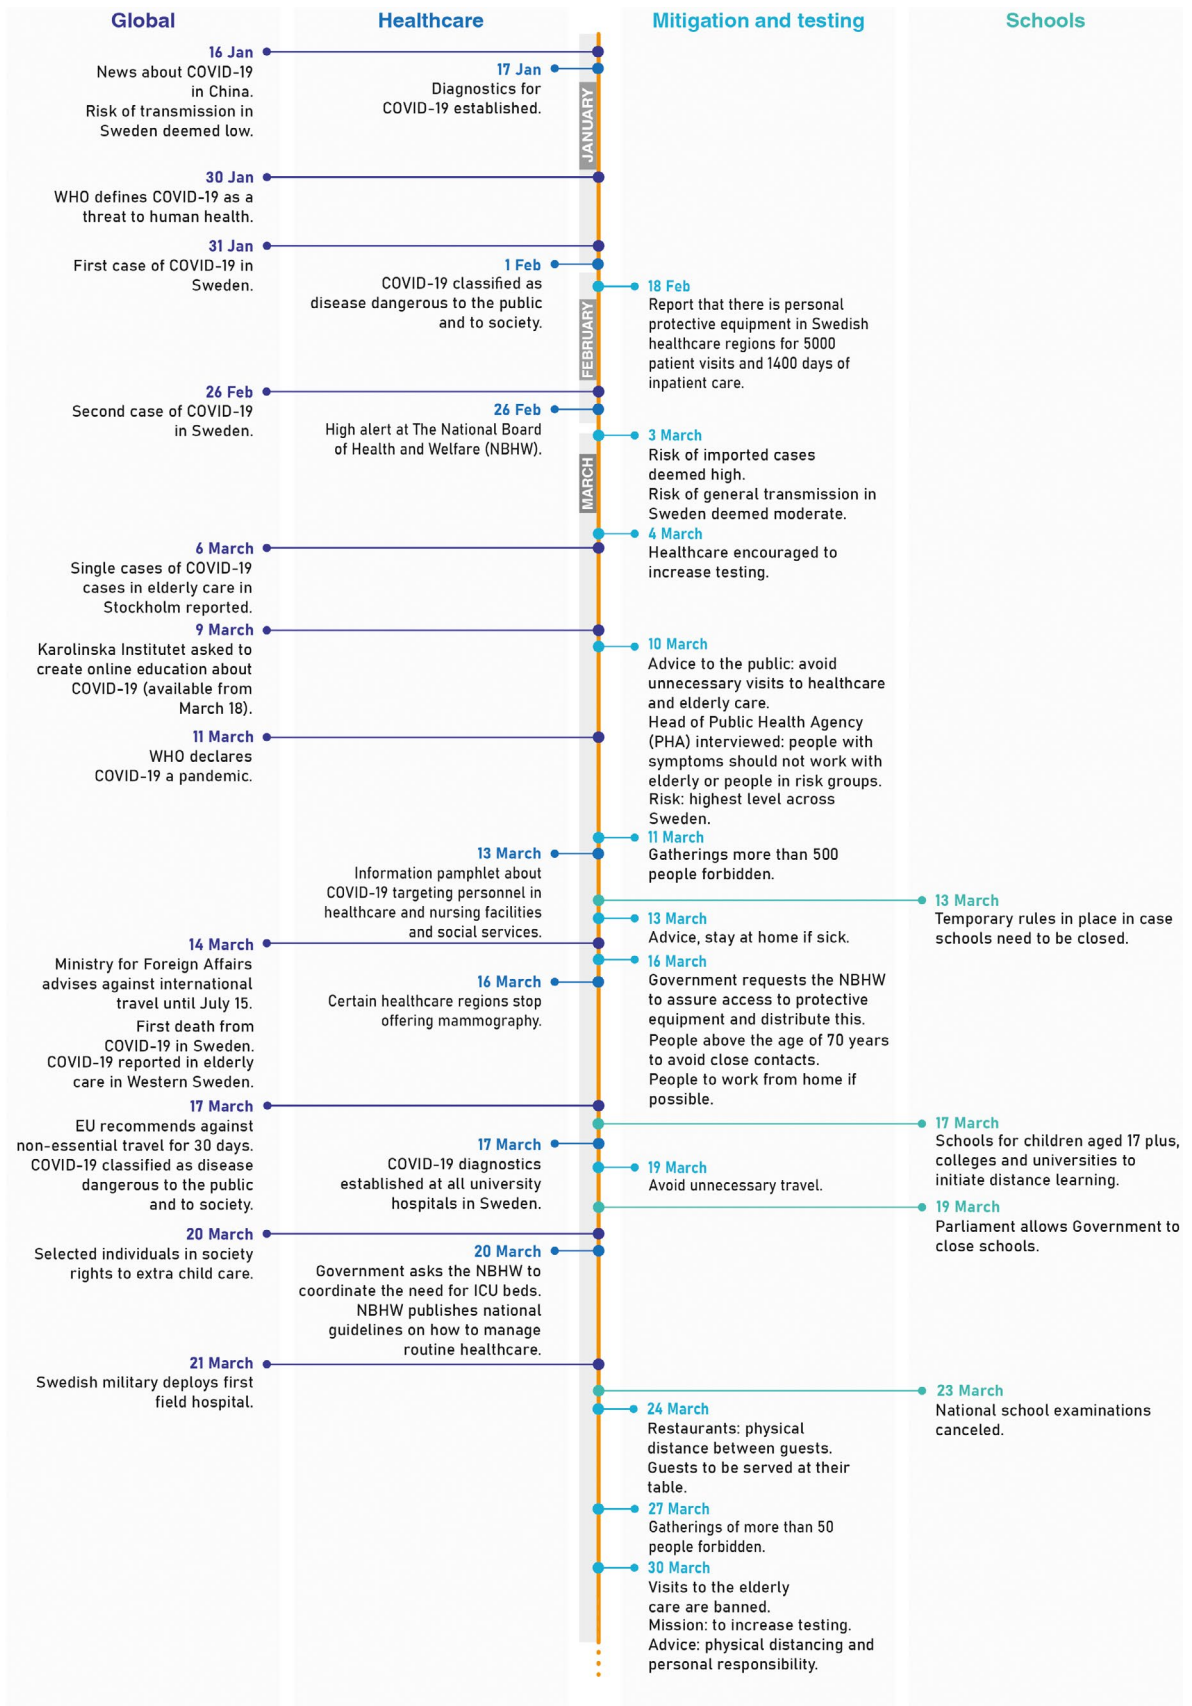 Global
Healthcare
Mitigation and testing
Schools
16 Jan
News about COVID-19
in China.
Risk of transmission in
Sweden deemed low.
17 Jan
Diagnostics for
COVID-19 established.
JANUARY
30 Jan
WHO defines COVID-19 as a
threat to human health.
31 Jan
First case of COVID-19 in
Sweden.
1 Feb
COVID-19 classified as
disease dangerous to the public
and to society.
18 Feb
Report that there is personal
protective equipment in Swedish
healthcare regions for 5000
patient visits and 1400 days of
inpatient care.
FEBRUARY
26 Feb
Second case of COVID-19
in Sweden.
26 Feb
High alert at The National Board
of Health and Welfare (NBHW).
3 March
Risk of imported cases
deemed high.
Risk of general transmission in
Sweden deemed moderate.
MARCH
4 March
Healthcare encouraged to
increase testing.
6 March
Single cases of COVID-19
cases in elderly care in
Stockholm reported.
9 March
Karolinska Institutet asked to
create online education about
COVID-19 (available from
March 18).
10 March
Advice to the public: avoid
unnecessary visits to healthcare
and elderly care.
Head of Public Health Agency
(PHA) interviewed: people with
symptoms should not work with
elderly or people in risk groups.
Risk: highest level across
Sweden.
11 March
WHO declares
COVID-19 a pandemic.
11 March
Gatherings more than 500
people forbidden.
13 March
Information pamphlet about
COVID-19 targeting personnel in
healthcare and nursing facilities
and social services.
13 March
Temporary rules in place in case
schools need to be closed.
13 March
Advice, stay at home if sick.
14 March
Ministry for Foreign Affairs
advises against international
travel until July 15.
First death from
COVID-19 in Sweden.
COVID-19 reported in elderly
care in Western Sweden.
16 March
Government requests the NBHW
to assure access to protective
equipment and distribute this.
People above the age of 70 years
to avoid close contacts.
People to work from home if
possible.
16 March
Certain healthcare regions stop
offering mammography.
17 March
EU recommends against
non-essential travel for 30 days.
COVID-19 classified as disease
dangerous to the public
and to society.
17 March
Schools for children aged 17 plus,
colleges and universities to
initiate distance learning.
17 March
COVID-19 diagnostics
established at all university
hospitals in Sweden.
19 March
Avoid unnecessary travel.
19 March
Parliament allows Government to
close schools.
20 March
Selected individuals in society
rights to extra child care.
20 March
Government asks the NBHW to
coordinate the need for ICU beds.
NBHW publishes national
guidelines on how to manage
routine healthcare.
21 March
Swedish military deploys first
field hospital.
23 March
National school examinations
canceled.
24 March
Restaurants: physical
distance between guests.
Guests to be served at their
table.
27 March
Gatherings of more than 50
people forbidden.
30 March
Visits to the elderly
care are banned.
Mission: to increase testing.
Advice: physical distancing and
personal responsibility.